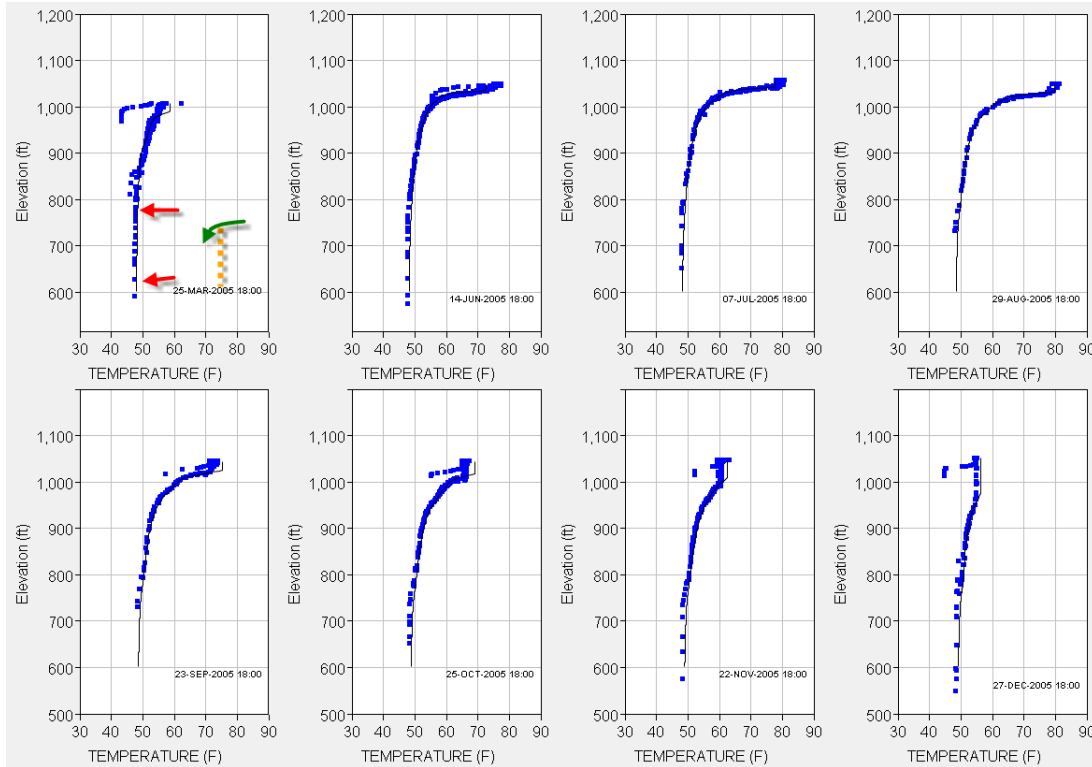 1,200
1,100
1,000
900
800
700
600
Elevation (ft)
25-MAR-2005 18:00
30 40 50 60 70 80 90
TEMPERATURE (F)
1,200
1,100
1,000
900
800
700
600
Elevation (ft)
14-JUN-2005 18:00
30 40 50 60 70 80 90
TEMPERATURE (F)
1,200
1,100
1,000
900
800
700
600
Elevation (ft)
07-JUL-2005 18:00
30 40 50 60 70 80 90
TEMPERATURE (F)
1,200
1,100
1,000
900
800
700
600
Elevation (ft)
29-AUG-2005 18:00
30 40 50 60 70 80 90
TEMPERATURE (F)
1,100
1,000
900
800
700
600
500
Elevation (ft)
23-SEP-2005 18:00
30 40 50 60 70 80 90
TEMPERATURE (F)
1,100
1,000
900
800
700
600
500
Elevation (ft)
25-OCT-2005 18:00
30 40 50 60 70 80 90
TEMPERATURE (F)
1,100
1,000
900
800
700
600
500
Elevation (ft)
22-NOV-2005 18:00
30 40 50 60 70 80 90
TEMPERATURE (F)
1,100
1,000
900
800
700
600
500
Elevation (ft)
27-DEC-2005 18:00
30 40 50 60 70 80 90
TEMPERATURE (F)